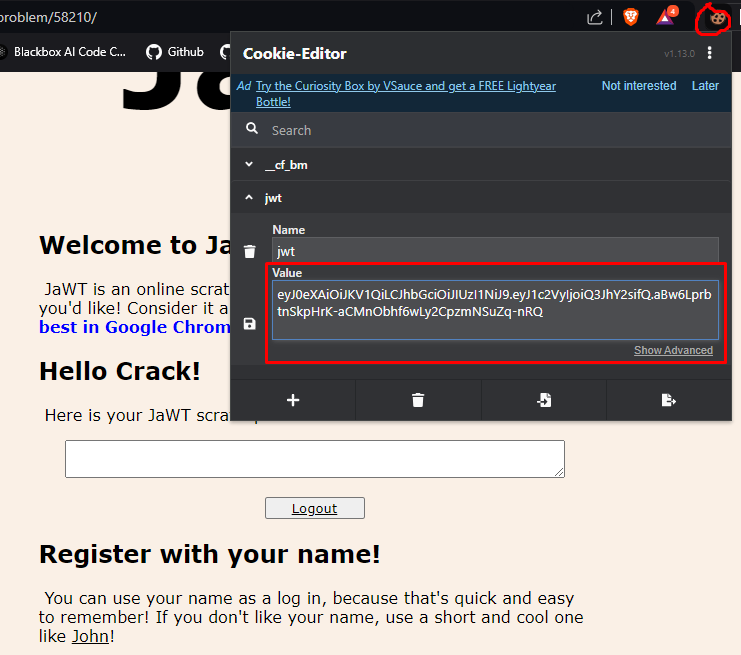 problem/58210/
4
Blackbox AI Code C...
Github
Cookie-Editor
v1.13.0
Ad Try the Curiosity Box by VSauce and get a FREE Lightyear
Bottle!
Not interested
Later
Search
__cf_bm
jwt
Name
jwt
Value
eyJ0eXAiOiJKV1QiLCJhbGciOiJIUzI1NiJ9.eyJ1c2VyIjoiQ3JhY2sifQ.aBw6Lprb
tnSkpHrK-aCMnObhf6wLy2CpzmNSuZq-nRQ
Show Advanced
Ja
Welcome to Ja
JaWT is an online scrat
you'd like! Consider it a
best in Google Chrom
Hello Crack!
Here is your JaWT scra
Logout
Register with your name!
You can use your name as a log in, because that's quick and easy
to remember! If you don't like your name, use a short and cool one
like John!